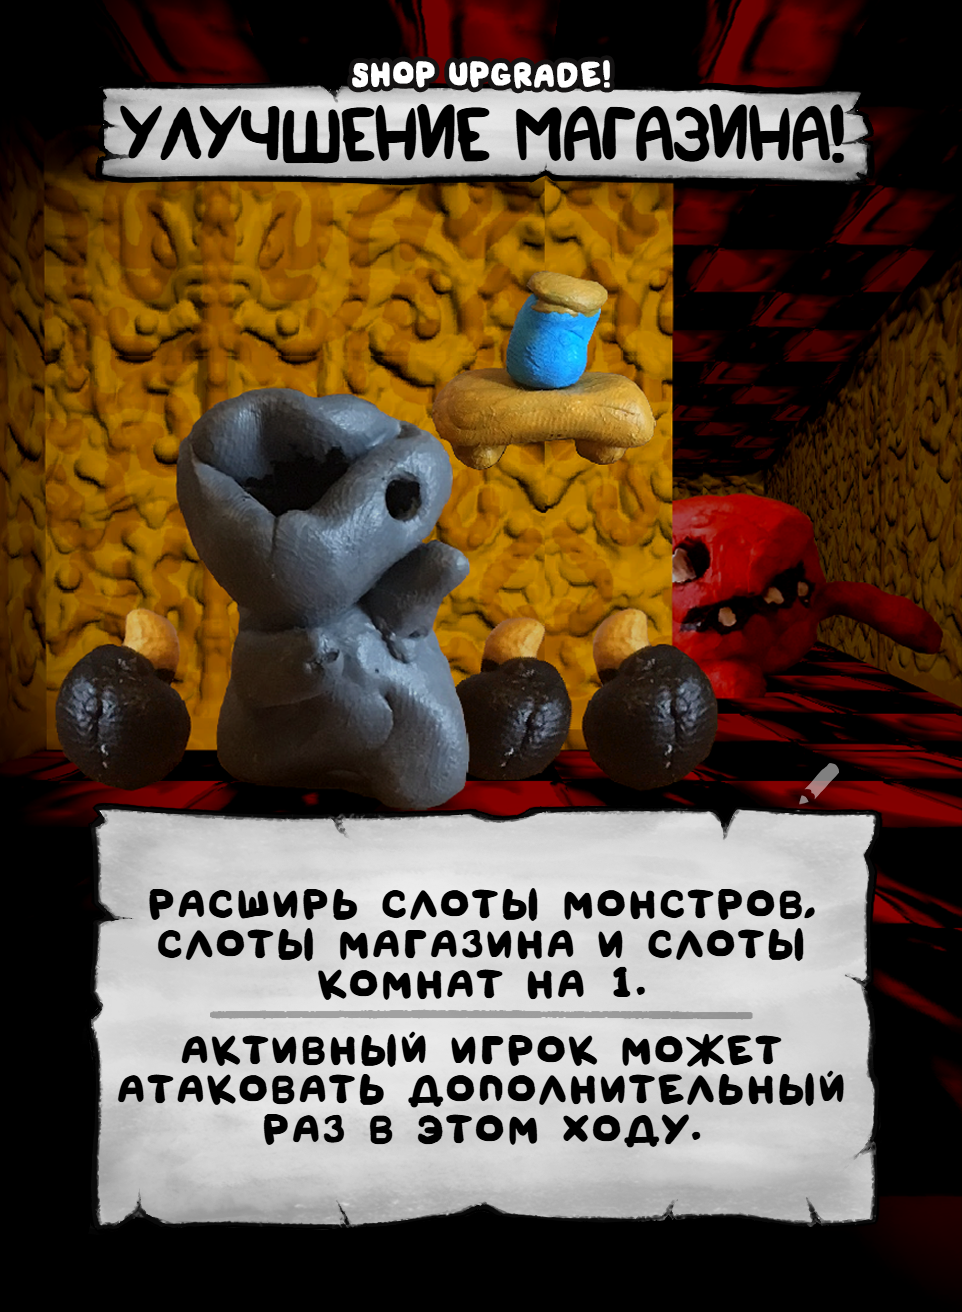 SHOP UPGRADE!
УЛУЧШЕНИЕ МАГАЗИНА!
РАСШИРЬ СЛОТЫ МОНСТРОВ,
СЛОТЫ МАГАЗИНА И СЛОТЫ
КОМНАТ НА 1.
АКТИВНЫЙ ИГРОК МОЖЕТ
АТАКОВАТЬ ДОПОЛНИТЕЛЬНЫЙ
РАЗ В ЭТОМ ХОДУ.